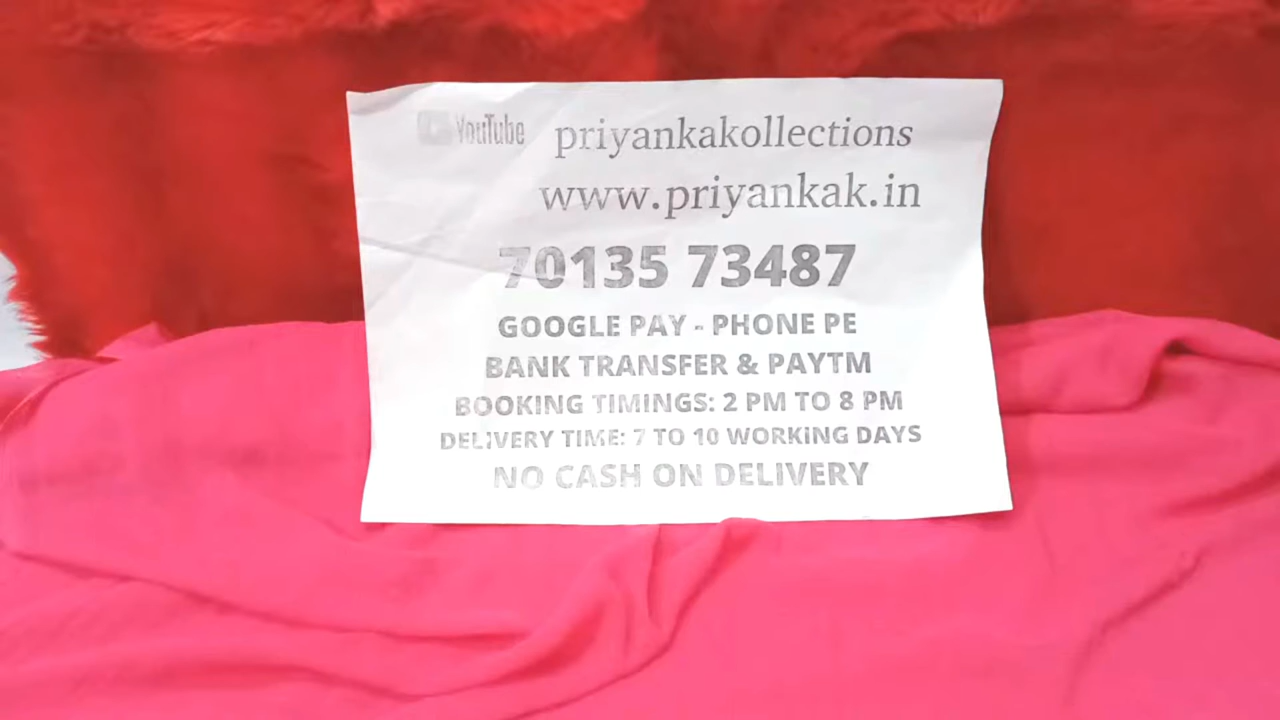 YouTube priyankakollections
www.priyankak.in
70135 73487
GOOGLE PAY - PHONE PE
BANK TRANSFER & PAYTM
BOOKING TIMINGS: 2 PM TO 8 PM
DELIVERY TIME: 7 TO 10 WORKING DAYS
NO CASH ON DELIVERY